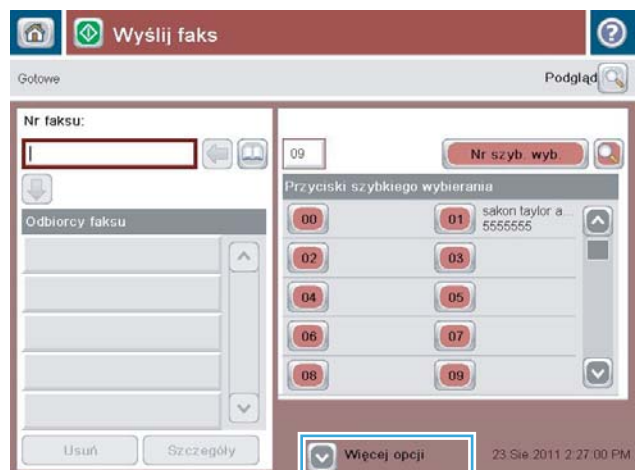 Wyślij faks
Gotowe
Podgląd
Nr faksu:
09
Nr szyb. wyb.
Przyciski szybkiego wybierania
00
01
sakon taylor a...
5555555
Odbiorcy faksu
02
03
04
05
06
07
08
09
Usuń
Szczegóły
Więcej opcji
23 Sie 2011 2:27:00 PM